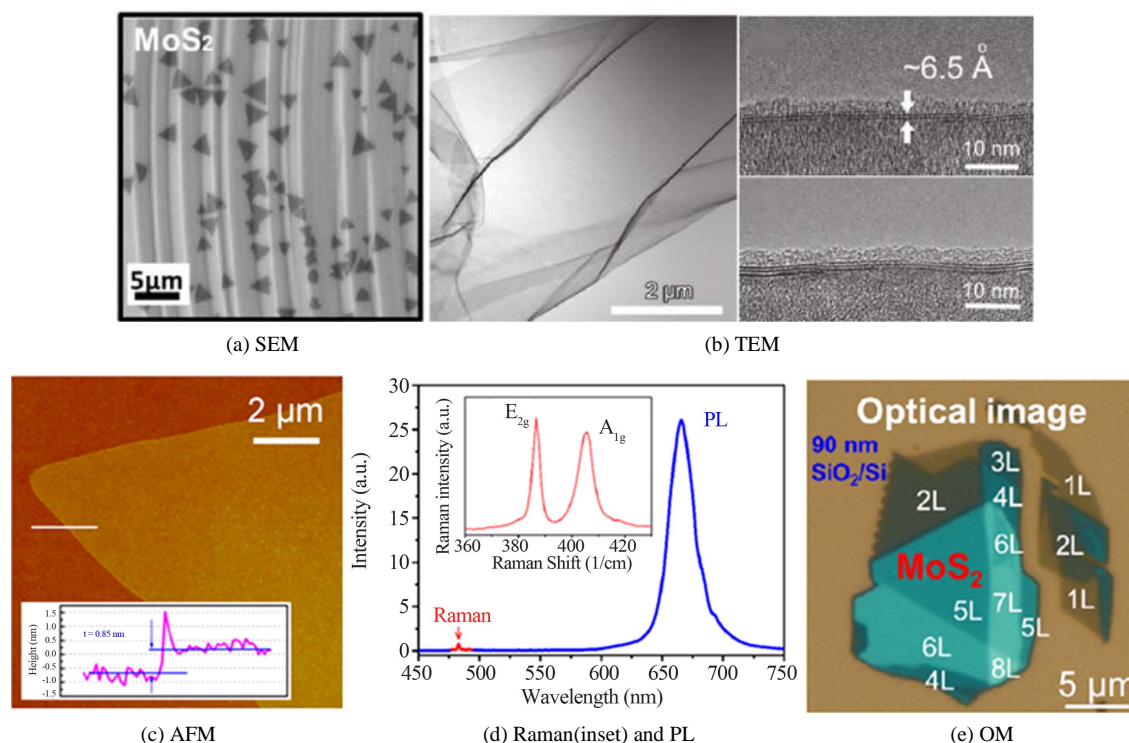 MoS₂
5μm
2 μm
~6.5 Å
10 nm
10 nm
(a) SEM
(b) TEM
2 μm
t = 0.85 nm
Height (nm)
1.5
1.0
0.5
0.0
-0.5
-1.0
-1.5
(c) AFM
30
25
20
15
10
5
0
Intensity (a.u.)
E₂g
A₁g
PL
Raman intensity (a.u.)
360 380 400 420
Raman Shift (1/cm)
Raman
450 500 550 600 650 700 750
Wavelength (nm)
(d) Raman(inset) and PL
Optical image
90 nm
SiO₂/Si
3L
1L
2L
4L
6L
2L
MoS₂
7L
1L
5L
5L
6L
8L
4L
5 μm
(e) OM